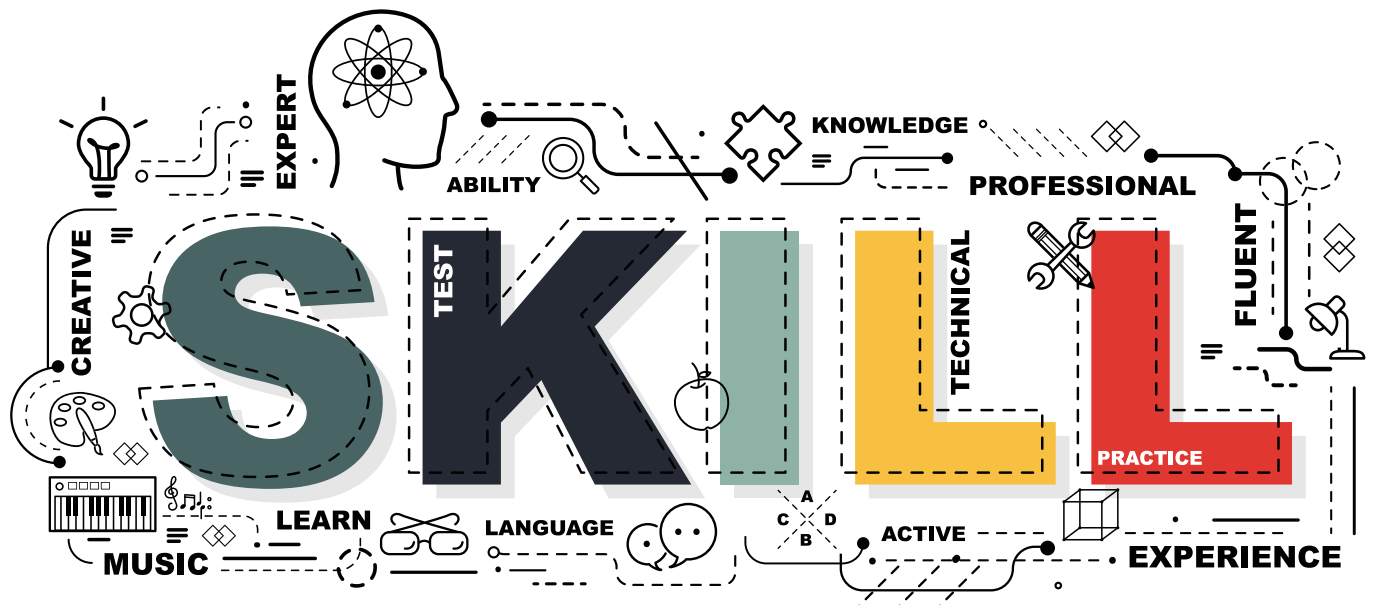 EXPERT
KNOWLEDGE
ABILITY
PROFESSIONAL
CREATIVE
SKILL
TEST
TECHNICAL
FLUENT
PRACTICE
A
C D
B
LEARN
LANGUAGE
ACTIVE
MUSIC
EXPERIENCE